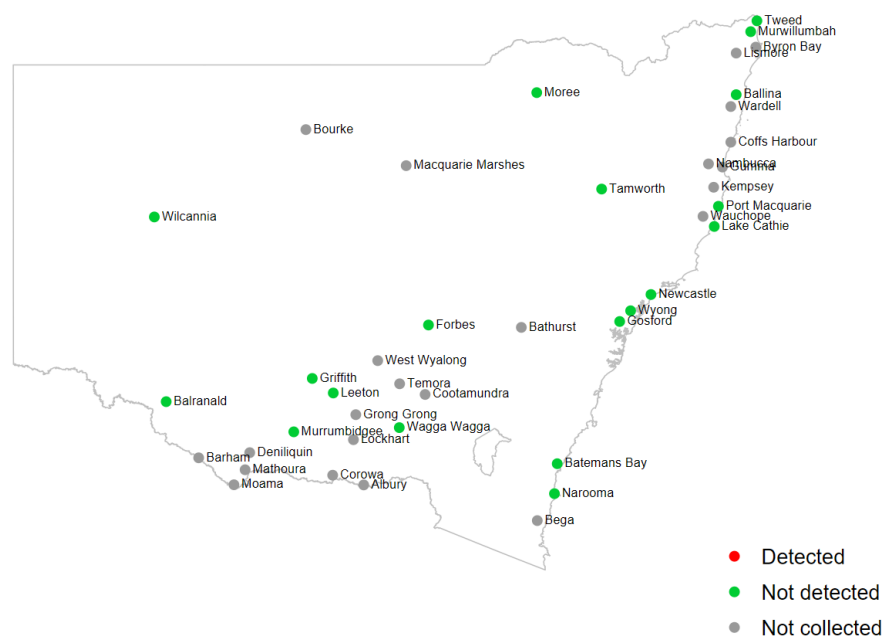 Tweed
Murwillumbah
Byron Bay
Lismore
Moree
Ballina
Wardell
Bourke
Coffs Harbour
Macquarie Marshes
Nambucca
Gumma
Kempsey
Tamworth
Port Macquarie
Wilcannia
Wauchope
Lake Cathie
Newcastle
Wyong
Gosford
Forbes
Bathurst
West Wyalong
Griffith
Temora
Leeton
Cootamundra
Balranald
Grong Grong
Wagga Wagga
Murrumbidgee
Lockhart
Deniliquin
Barham
Batemans Bay
Mathoura
Corowa
Moama
Albury
Narooma
Bega
Detected
Not detected
Not collected